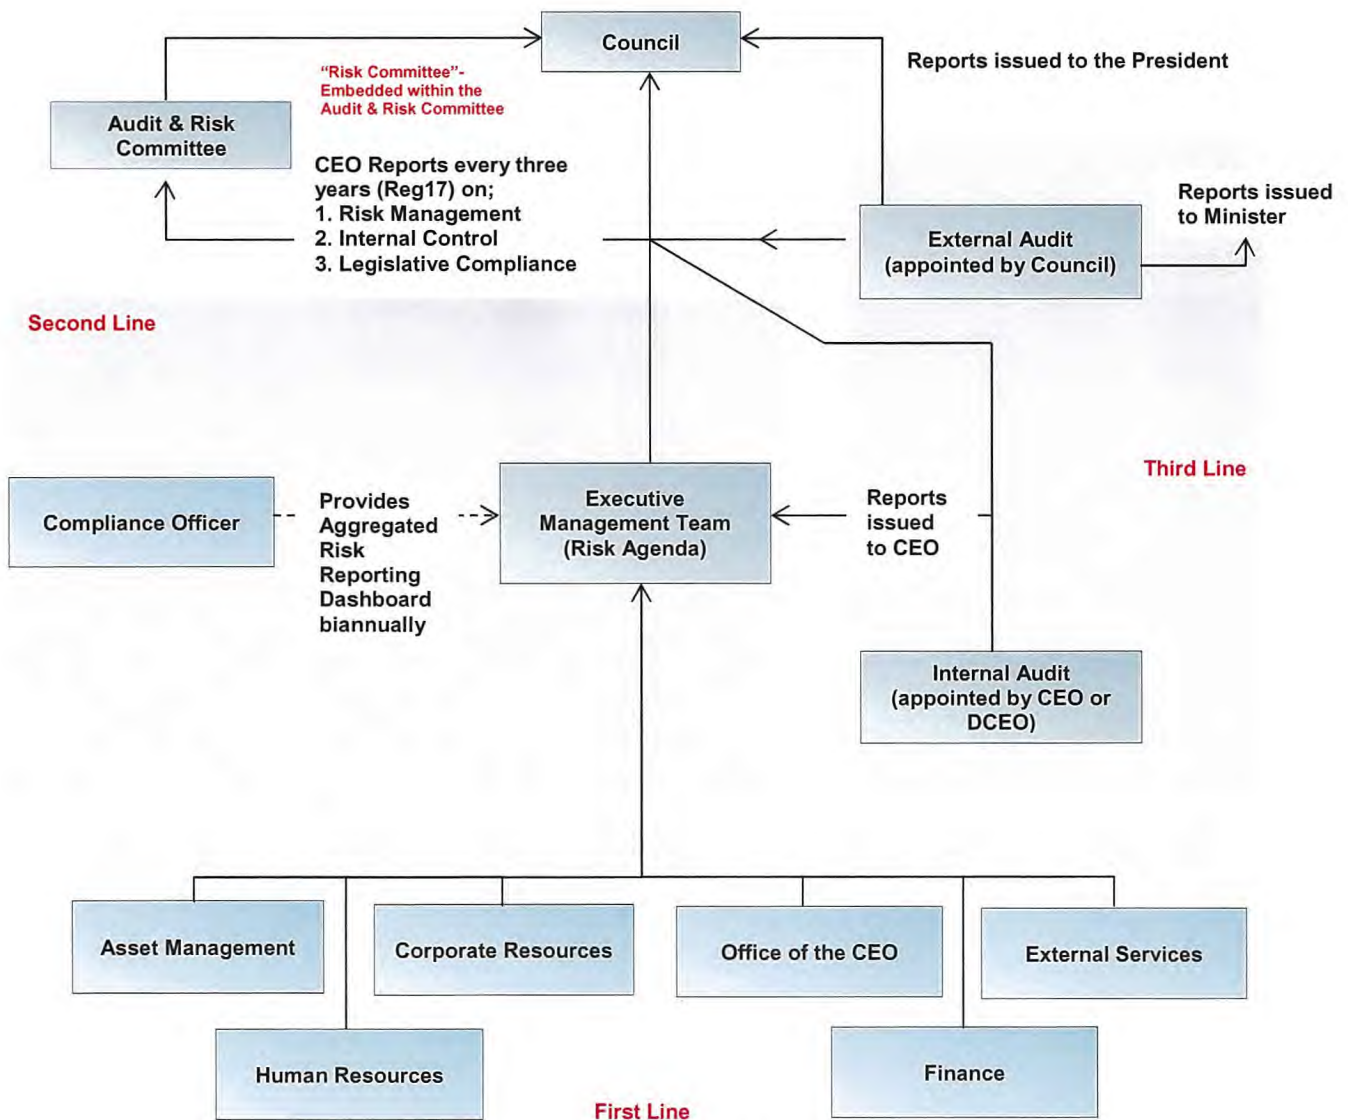 Council
Reports issued to the President
"Risk Committee"-
Embedded within the
Audit & Risk Committee
Audit & Risk
Committee
CEO Reports every three
years (Reg17) on;
1. Risk Management
2. Internal Control
3. Legislative Compliance
External Audit
(appointed by Council)
Reports issued
to Minister
Second Line
Third Line
Compliance Officer
Provides
Aggregated
Risk
Reporting
Dashboard
biannually
Executive
Management Team
(Risk Agenda)
Reports
issued
to CEO
Internal Audit
(appointed by CEO or
DCEO)
Asset Management
Corporate Resources
Office of the CEO
External Services
Human Resources
Finance
First Line